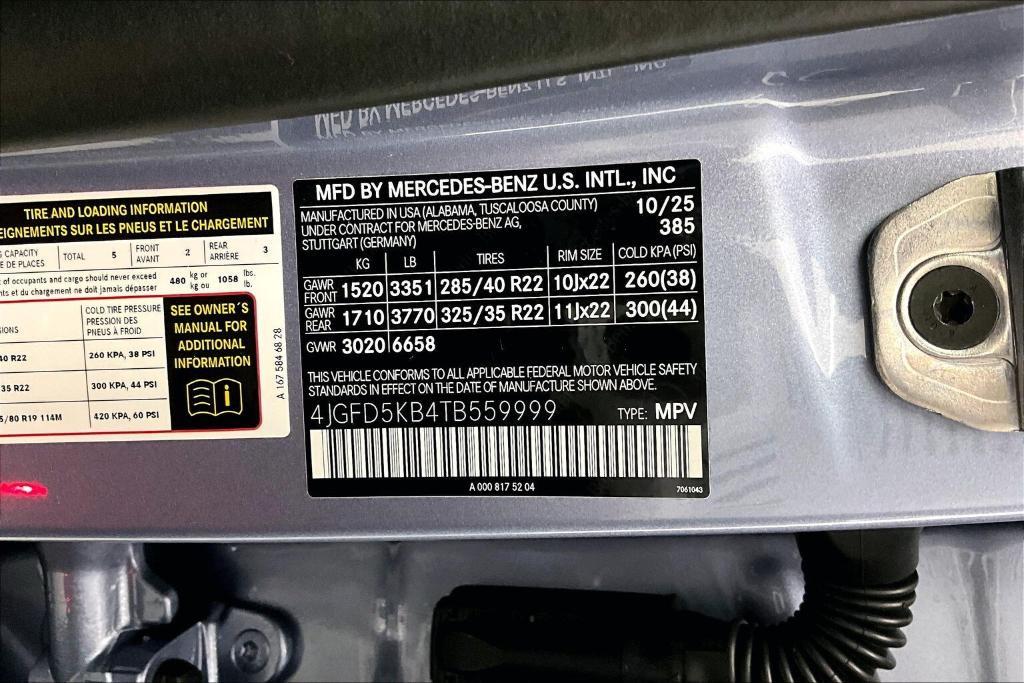 TIRE AND LOADING INFORMATION
EIGNEMENTS SUR LES PNEUS ET LE CHARGEMENT
CAPACITY TOTAL 5 FRONT 2 REAR 3
DE PLACES AVANT ARRIÈRE
of occupants and cargo should never exceed 480 kg or 1058 lbs.
et du chargement ne doit jamais dépasser kg ou lb.
COLD TIRE PRESSURE
PRESSION DES
PNEUS À FROID
40 R22 260 KPA, 38 PSI
35 R22 300 KPA, 44 PSI
5/80 R19 114M 420 KPA, 60 PSI
SEE OWNER´S
MANUAL FOR
ADDITIONAL
INFORMATION
i
A 167 584 68 28
MFD BY MERCEDES-BENZ U.S. INTL., INC
MANUFACTURED IN USA (ALABAMA, TUSCALOOSA COUNTY) 10/25
UNDER CONTRACT FOR MERCEDES-BENZ AG, 385
STUTTGART (GERMANY)
KG LB TIRES RIM SIZE COLD KPA (PSI)
GAWR FRONT 1520 3351 285/40 R22 10Jx22 260(38)
GAWR REAR 1710 3770 325/35 R22 11Jx22 300(44)
GVWR 3020 6658
THIS VEHICLE CONFORMS TO ALL APPLICABLE FEDERAL MOTOR VEHICLE SAFETY
STANDARDS IN EFFECT ON THE DATE OF MANUFACTURE SHOWN ABOVE.
4JGFD5KB4TB559999 TYPE: MPV
A 000 817 52 04 7061043